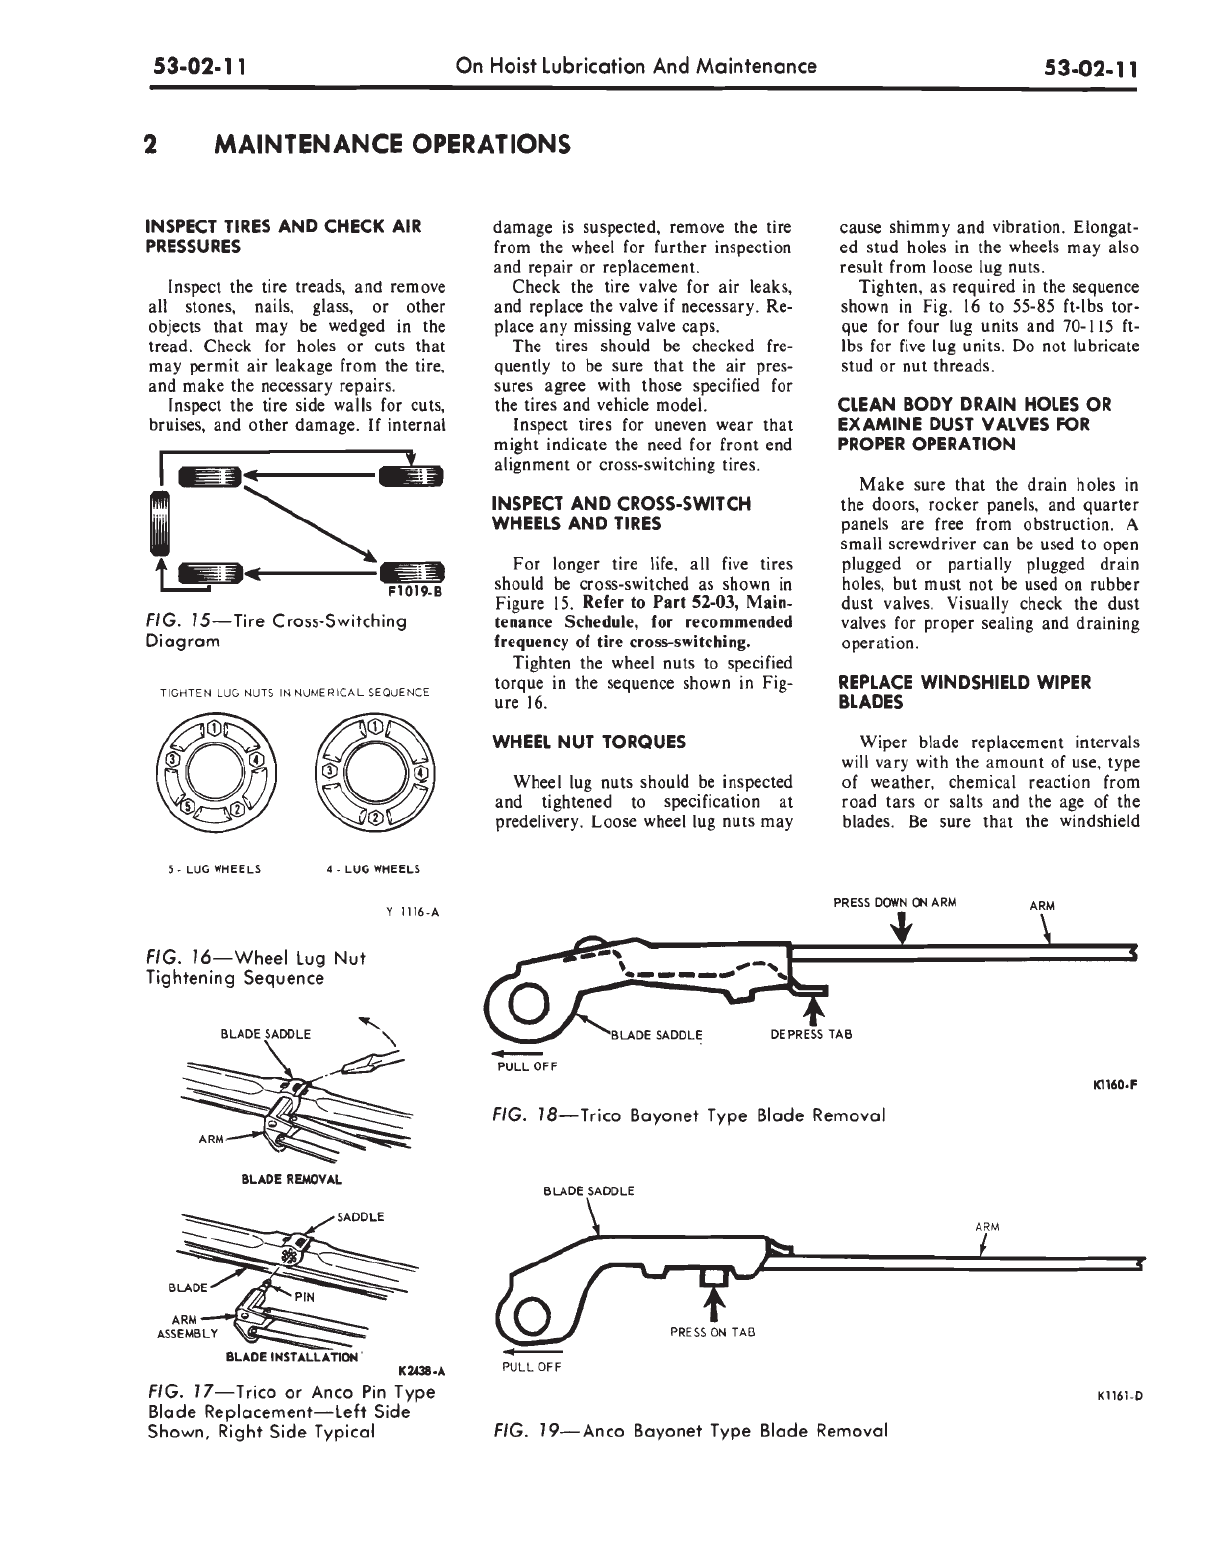 53-02-11
On Hoist Lubrication And Maintenance
53-02-11
2 MAINTENANCE OPERATIONS
INSPECT TIRES AND CHECK AIR
PRESSURES
Inspect the tire treads, and remove
all stones, nails, glass, or other
objects that may be wedged in the
tread. Check for holes or cuts that
may permit air leakage from the tire,
and make the necessary repairs.
Inspect the tire side walls for cuts,
bruises, and other damage. If internal
F1019-B
FIG. 15—Tire Cross-Switching
Diagram
TIGHTEN LUG NUTS IN NUMERICAL SEQUENCE
1
3
4
5
2
1
3
4
2
5 - LUG WHEELS
4 - LUG WHEELS
Y 1116-A
FIG. 16—Wheel Lug Nut
Tightening Sequence
BLADE SADDLE
ARM
BLADE REMOVAL
SADDLE
BLADE
PIN
ARM
ASSEMBLY
BLADE INSTALLATION
K2438-A
FIG. 17—Trico or Anco Pin Type
Blade Replacement—Left Side
Shown, Right Side Typical
damage is suspected, remove the tire
from the wheel for further inspection
and repair or replacement.
Check the tire valve for air leaks,
and replace the valve if necessary. Re-
place any missing valve caps.
The tires should be checked fre-
quently to be sure that the air pres-
sures agree with those specified for
the tires and vehicle model.
Inspect tires for uneven wear that
might indicate the need for front end
alignment or cross-switching tires.
INSPECT AND CROSS-SWITCH
WHEELS AND TIRES
For longer tire life, all five tires
should be cross-switched as shown in
Figure 15. Refer to Part 52-03, Main-
tenance Schedule, for recommended
frequency of tire cross-switching.
Tighten the wheel nuts to specified
torque in the sequence shown in Fig-
ure 16.
WHEEL NUT TORQUES
Wheel lug nuts should be inspected
and tightened to specification at
predelivery. Loose wheel lug nuts may
cause shimmy and vibration. Elongat-
ed stud holes in the wheels may also
result from loose lug nuts.
Tighten, as required in the sequence
shown in Fig. 16 to 55-85 ft-lbs tor-
que for four lug units and 70-115 ft-
lbs for five lug units. Do not lubricate
stud or nut threads.
CLEAN BODY DRAIN HOLES OR
EXAMINE DUST VALVES FOR
PROPER OPERATION
Make sure that the drain holes in
the doors, rocker panels, and quarter
panels are free from obstruction. A
small screwdriver can be used to open
plugged or partially plugged drain
holes, but must not be used on rubber
dust valves. Visually check the dust
valves for proper sealing and draining
operation.
REPLACE WINDSHIELD WIPER
BLADES
Wiper blade replacement intervals
will vary with the amount of use, type
of weather, chemical reaction from
road tars or salts and the age of the
blades. Be sure that the windshield
PRESS DOWN ON ARM
ARM
BLADE SADDLE
DEPRESS TAB
PULL OFF
K1160-F
FIG. 18—Trico Bayonet Type Blade Removal
BLADE SADDLE
ARM
PRESS ON TAB
PULL OFF
K1161-D
FIG. 19—Anco Bayonet Type Blade Removal